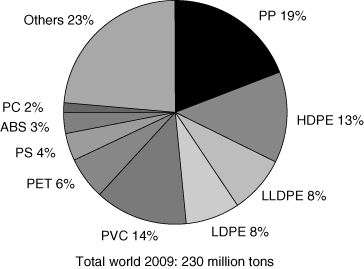 Others 23%
PP 19%
PC 2%
ABS 3%
HDPE 13%
PS 4%
PET 6%
LLDPE 8%
LDPE 8%
PVC 14%
Total world 2009: 230 million tons